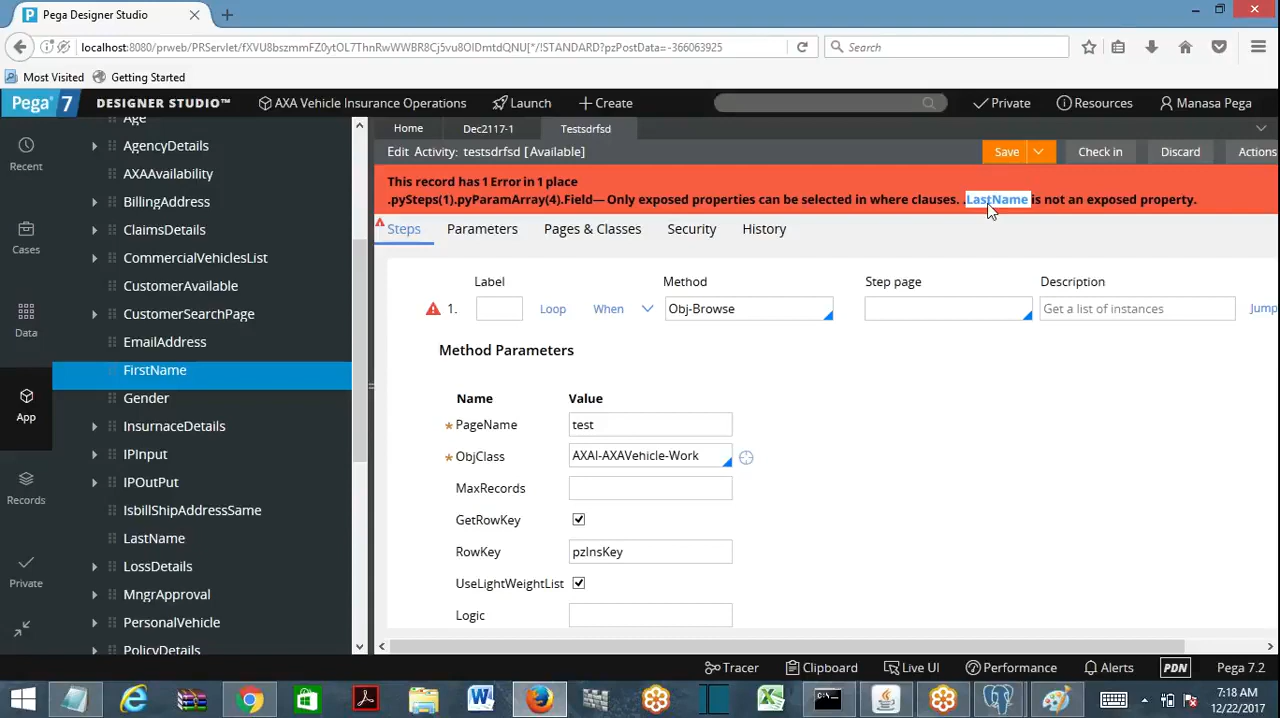 Pega Designer Studio
localhost:8080/prweb/PRServlet/fXVU8bszmmFZ0ytOL7ThnRwWWBR8Cj5vu8OIDmtdQNU[*/!STANDARD?pzPostData=-366063925
Search
Most Visited
Getting Started
Pega 7
DESIGNER STUDIO™
AXA Vehicle Insurance Operations
Launch
Create
Private
Resources
Manasa Pega
Recent
Cases
Data
App
Records
Private
Age
AgencyDetails
AXAAvailability
BillingAddress
ClaimsDetails
CommercialVehiclesList
CustomerAvailable
CustomerSearchPage
EmailAddress
FirstName
Gender
InsurnaceDetails
IPInput
IPOutPut
IsbillShipAddressSame
LastName
LossDetails
MngrApproval
PersonalVehicle
PolicyDetails
Home
Dec2117-1
Testsdrfsd
Edit Activity: testsdrfsd [Available]
Save
Check in
Discard
Actions
This record has 1 Error in 1 place
.pySteps(1).pyParamArray(4).Field— Only exposed properties can be selected in where clauses. .LastName is not an exposed property.
Steps
Parameters
Pages & Classes
Security
History
Label
Method
Step page
Description
1.
Loop
When
Obj-Browse
Get a list of instances
Jump
Method Parameters
Name
Value
PageName
test
ObjClass
AXAI-AXAVehicle-Work
MaxRecords
GetRowKey
RowKey
pzInsKey
UseLightWeightList
Logic
Tracer
Clipboard
Live UI
Performance
Alerts
PDN
Pega 7.2
7:18 AM
12/22/2017